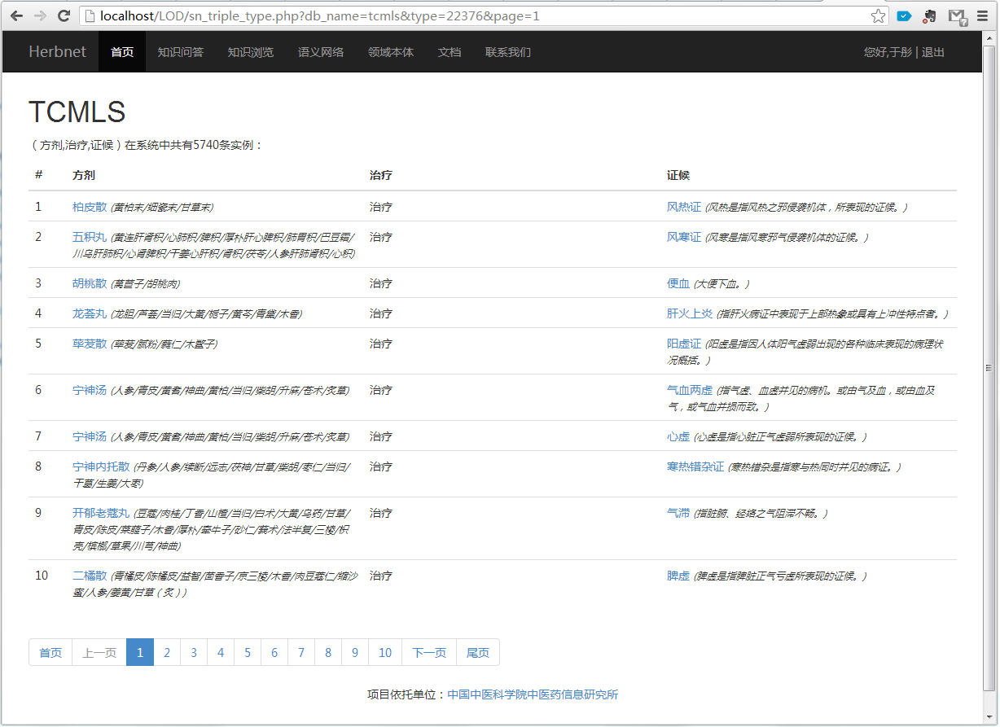 localhost/LOD/sn_triple_type.php?db_name=tcmls&type=22376&page=1
Herbnet 首页 知识问答 知识浏览 语义网络 领域本体 文档 联系我们 您好,于彤 | 退出
TCMLS
（方剂,治疗,证候）在系统中共有5740条实例：
# 方剂 治疗 证候
1 柏皮散 (黄柏末/细瓷末/甘草末) 治疗 风热证 (风热是指风热之邪侵袭机体，所表现的证候。)
2 五积丸 (黄连肝肾积/心肺积/脾积/厚朴肝心脾积/肺胃积/巴豆霜/ 治疗 风寒证 (风寒是指风寒邪气侵袭机体的证候。)
川乌肝肺积/心肾脾积/干姜心肝积/肾积/茯苓/人参肝肺肾积/心积)
3 胡桃散 (莴苣子/胡桃肉) 治疗 便血 (大便下血。)
4 龙荟丸 (龙胆/芦荟/当归/大黄/栀子/黄芩/青黛/木香) 治疗 肝火上炎 (指肝火病证中表现于上部热象或具有上冲性特点者。)
5 荜茇散 (荜茇/腻粉/蕤仁/木鳖子) 治疗 阳虚证 (阳虚是指因人体阳气虚弱出现的各种临床表现的病理状
况概括。)
6 宁神汤 (人参/青皮/黄耆/神曲/黄柏/当归/柴胡/升麻/苍术/炙草) 治疗 气血两虚 (指气虚、血虚并见的病机。或由气及血，或由血及
气，或气血并损而致。)
7 宁神汤 (人参/青皮/黄耆/神曲/黄柏/当归/柴胡/升麻/苍术/炙草) 治疗 心虚 (心虚是指心脏正气虚弱所表现的证候。)
8 宁神内托散 (丹参/人参/续断/远志/茯神/甘草/柴胡/枣仁/当归/ 治疗 寒热错杂证 (寒热错杂是指寒与热同时并见的病证。)
干葛/生姜/大枣)
9 开郁老蔻丸 (豆蔻/肉桂/丁香/山楂/当归/白术/大黄/乌药/甘草/ 治疗 气滞 (指脏腑、经络之气阻滞不畅。)
青皮/陈皮/莱菔子/木香/厚朴/牵牛子/砂仁/莪术/法半夏/三棱/枳
壳/槟榔/草果/川芎/神曲)
10 二橘散 (青橘皮/陈橘皮/益智/茴香子/京三棱/木香/肉豆蔻仁/缩沙 治疗 脾虚 (脾虚是指脾脏正气亏虚所表现的证候。)
蜜/人参/姜黄/甘草（炙）)
首页 上一页 1 2 3 4 5 6 7 8 9 10 下一页 尾页
项目依托单位：中国中医科学院中医药信息研究所